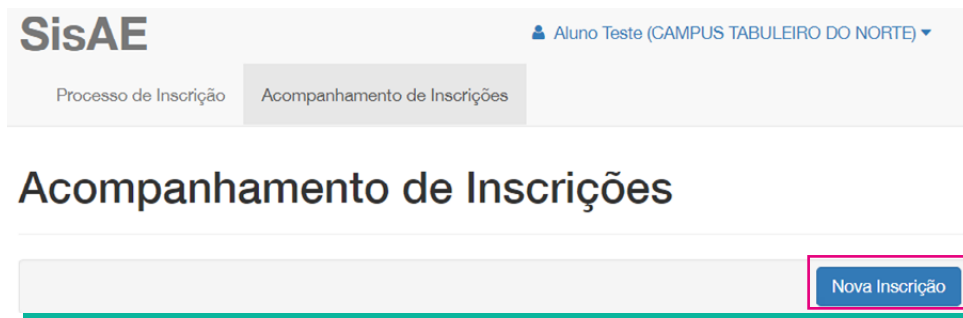 SisAE
Aluno Teste (CAMPUS TABULEIRO DO NORTE)
Processo de Inscrição Acompanhamento de Inscrições
Acompanhamento de Inscrições
Nova Inscrição